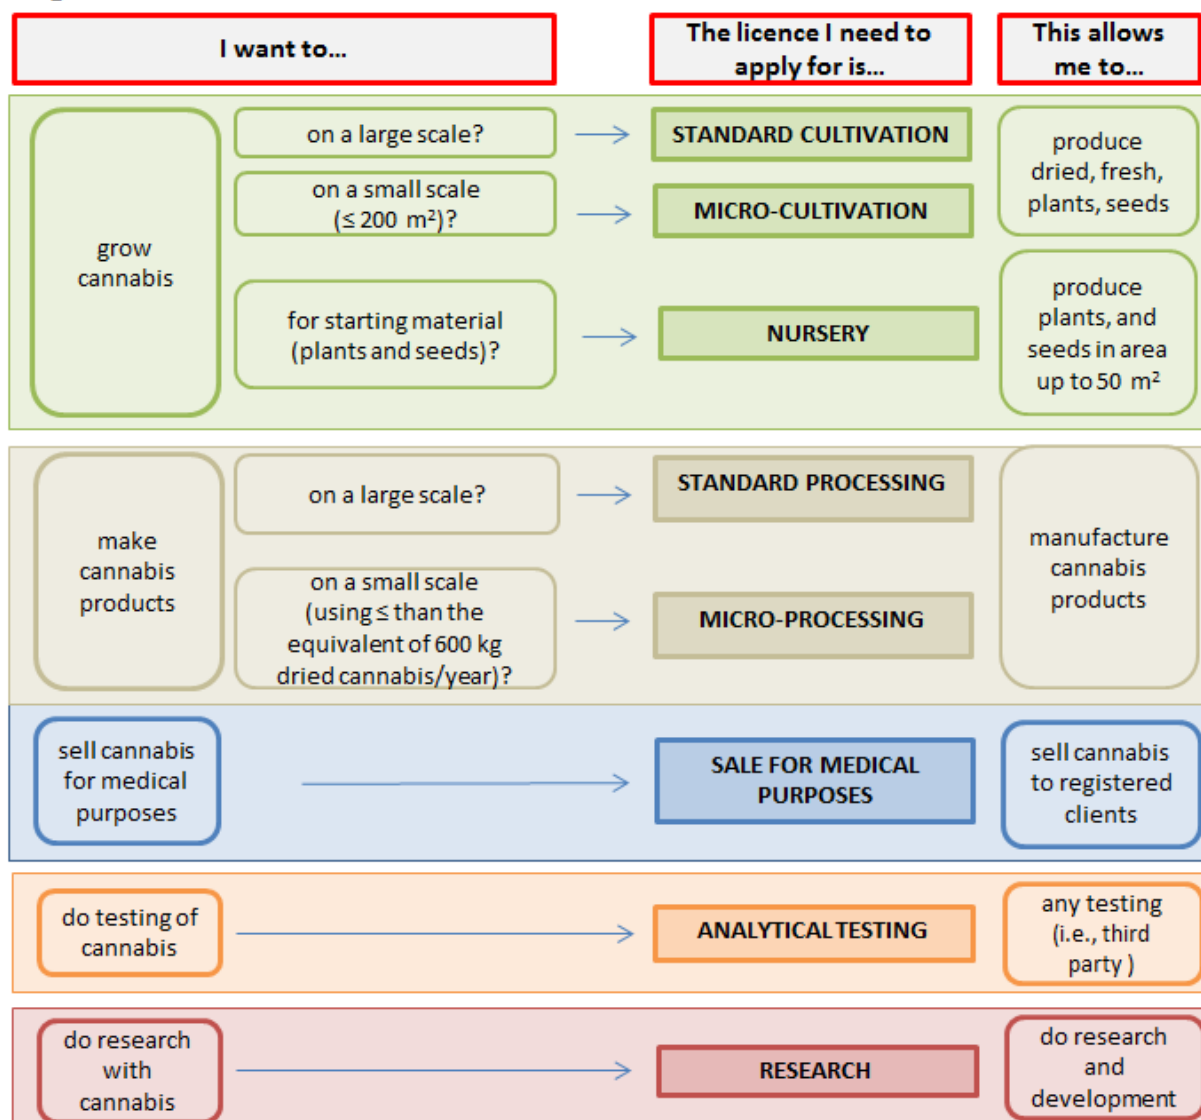 I want to...
The licence I need to
apply for is...
This allows
me to...
grow
cannabis
on a large scale?
STANDARD CULTIVATION
on a small scale
(≤ 200 m²)?
MICRO-CULTIVATION
produce
dried, fresh,
plants, seeds
for starting material
(plants and seeds)?
NURSERY
produce
plants, and
seeds in area
up to 50 m²
make
cannabis
products
on a large scale?
STANDARD PROCESSING
on a small scale
(using ≤ than the
equivalent of 600 kg
dried cannabis/year)?
MICRO-PROCESSING
manufacture
cannabis
products
sell cannabis
for medical
purposes
SALE FOR MEDICAL
PURPOSES
sell cannabis
to registered
clients
do testing of
cannabis
ANALYTICAL TESTING
any testing
(i.e., third
party )
do research
with
cannabis
RESEARCH
do research
and
development